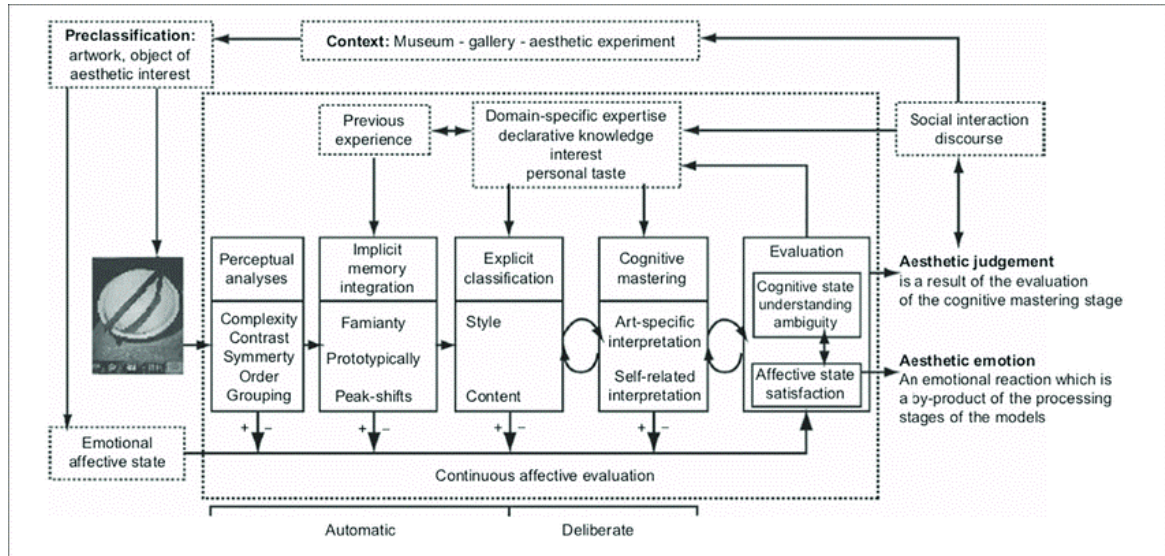 Preclassification:
artwork, object of
aesthetic interest
Context: Museum - gallery - aesthetic experiment
Previous
experience
Domain-specific expertise
declarative knowledge
interest
personal taste
Social interaction
discourse
Perceptual
analyses
Complexity
Contrast
Symmerty
Order
Grouping
+ –
Implicit
memory
integration
Famianty
Prototypically
Peak-shifts
+ –
Explicit
classification
Style
Content
+ –
Cognitive
mastering
Art-specific
interpretation
Self-related
interpretation
+ –
Evaluation
Cognitive state
understanding
ambiguity
Affective state
satisfaction
Aesthetic judgement
is a result of the evaluation
of the cognitive mastering stage
Aesthetic emotion
An emotional reaction which is
a by-product of the processing
stages of the models
Emotional
affective state
Continuous affective evaluation
Automatic
Deliberate